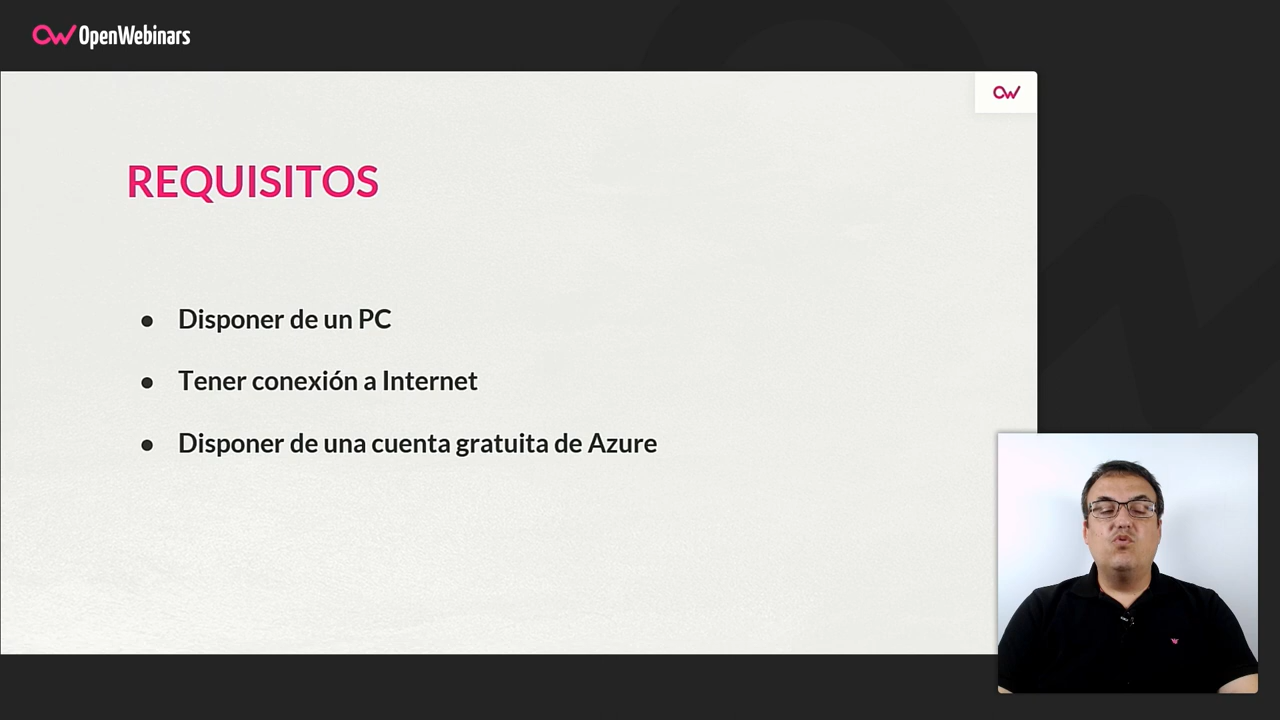 OpenWebinars
REQUISITOS
● Disponer de un PC
● Tener conexión a Internet
● Disponer de una cuenta gratuita de Azure